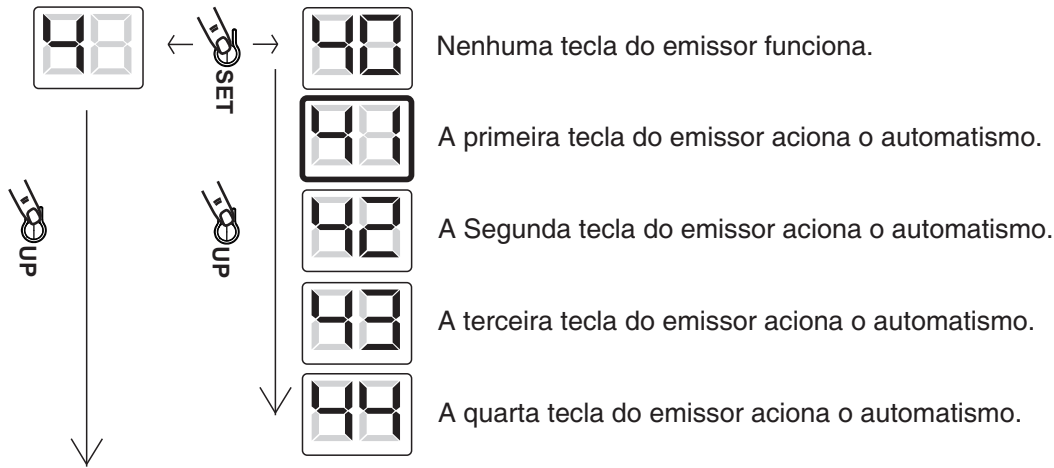 4 SET 40 Nenhuma tecla do emissor funciona.
41 A primeira tecla do emissor aciona o automatismo.
UP UP 42 A Segunda tecla do emissor aciona o automatismo.
43 A terceira tecla do emissor aciona o automatismo.
44 A quarta tecla do emissor aciona o automatismo.